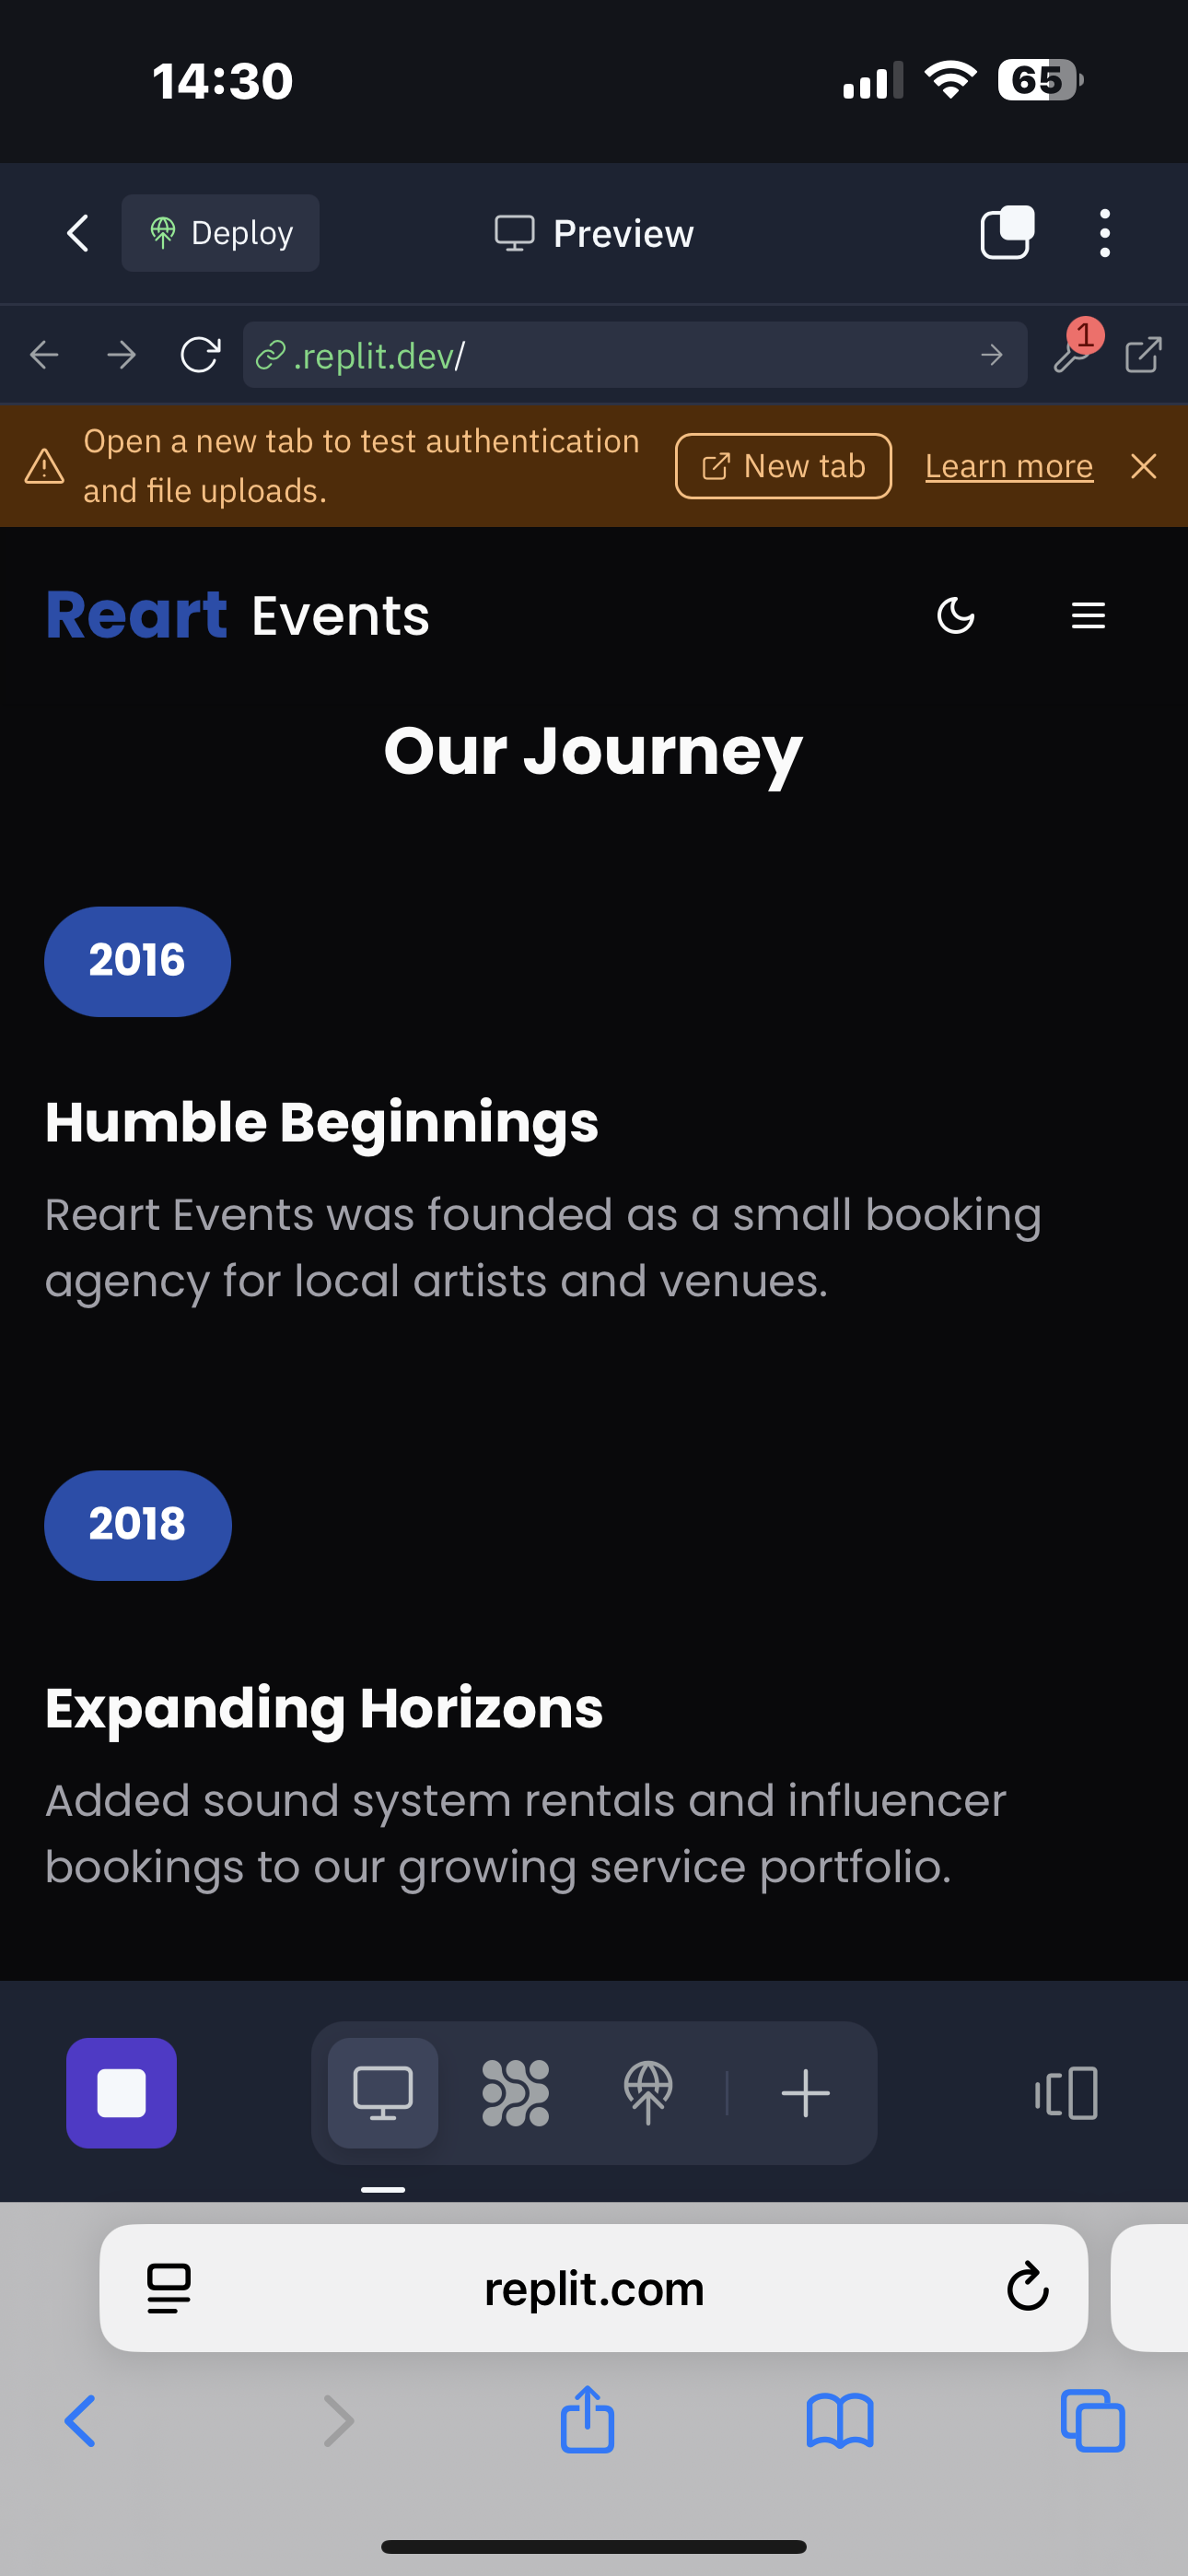 14:30
65
Deploy
Preview
.replit.dev/
1
Open a new tab to test authentication
and file uploads.
New tab
Learn more
Reart Events
Our Journey
2016
Humble Beginnings
Reart Events was founded as a small booking
agency for local artists and venues.
2018
Expanding Horizons
Added sound system rentals and influencer
bookings to our growing service portfolio.
replit.com